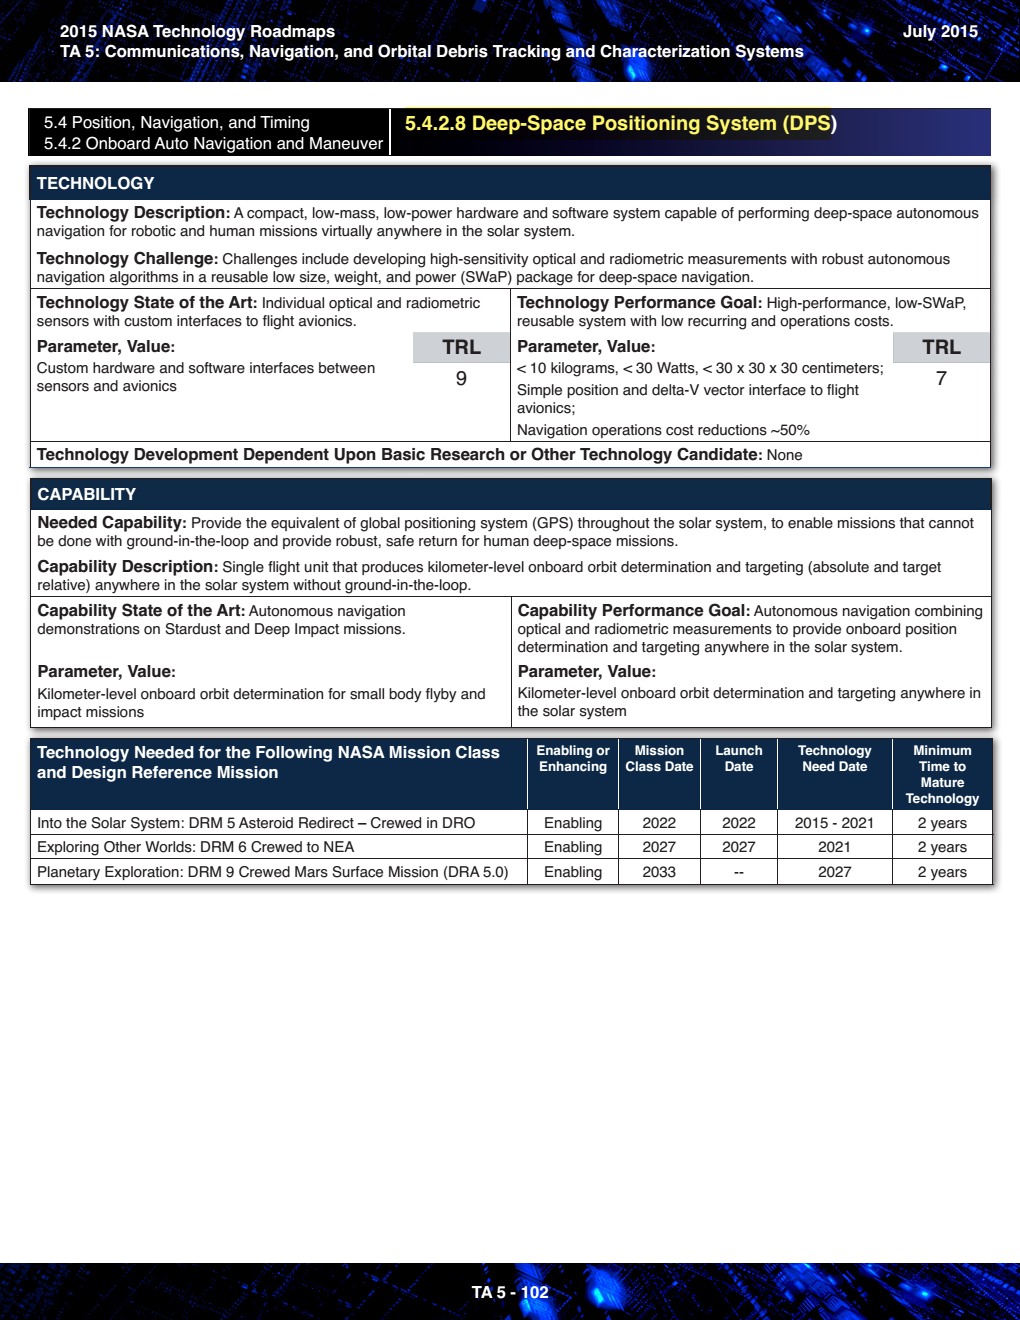 2015 NASA Technology Roadmaps
July 2015
TA 5: Communications, Navigation, and Orbital Debris Tracking and Characterization Systems
5.4 Position, Navigation, and Timing
5.4.2 Onboard Auto Navigation and Maneuver
5.4.2.8 Deep-Space Positioning System (DPS)
TECHNOLOGY
Technology Description: A compact, low-mass, low-power hardware and software system capable of performing deep-space autonomous
navigation for robotic and human missions virtually anywhere in the solar system.
Technology Challenge: Challenges include developing high-sensitivity optical and radiometric measurements with robust autonomous
navigation algorithms in a reusable low size, weight, and power (SWaP) package for deep-space navigation.
Technology State of the Art: Individual optical and radiometric
sensors with custom interfaces to flight avionics.
Parameter, Value:
Custom hardware and software interfaces between
sensors and avionics
TRL
9
Technology Performance Goal: High-performance, low-SWaP,
reusable system with low recurring and operations costs.
Parameter, Value:
< 10 kilograms, < 30 Watts, < 30 x 30 x 30 centimeters;
Simple position and delta-V vector interface to flight
avionics;
Navigation operations cost reductions ~50%
TRL
7
Technology Development Dependent Upon Basic Research or Other Technology Candidate: None
CAPABILITY
Needed Capability: Provide the equivalent of global positioning system (GPS) throughout the solar system, to enable missions that cannot
be done with ground-in-the-loop and provide robust, safe return for human deep-space missions.
Capability Description: Single flight unit that produces kilometer-level onboard orbit determination and targeting (absolute and target
relative) anywhere in the solar system without ground-in-the-loop.
Capability State of the Art: Autonomous navigation
demonstrations on Stardust and Deep Impact missions.
Parameter, Value:
Kilometer-level onboard orbit determination for small body flyby and
impact missions
Capability Performance Goal: Autonomous navigation combining
optical and radiometric measurements to provide onboard position
determination and targeting anywhere in the solar system.
Parameter, Value:
Kilometer-level onboard orbit determination and targeting anywhere in
the solar system
Technology Needed for the Following NASA Mission Class
and Design Reference Mission
Enabling or
Enhancing
Mission
Class Date
Launch
Date
Technology
Need Date
Minimum
Time to
Mature
Technology
Into the Solar System: DRM 5 Asteroid Redirect – Crewed in DRO Enabling 2022 2022 2015 - 2021 2 years
Exploring Other Worlds: DRM 6 Crewed to NEA Enabling 2027 2027 2021 2 years
Planetary Exploration: DRM 9 Crewed Mars Surface Mission (DRA 5.0) Enabling 2033 -- 2027 2 years
TA 5 - 102